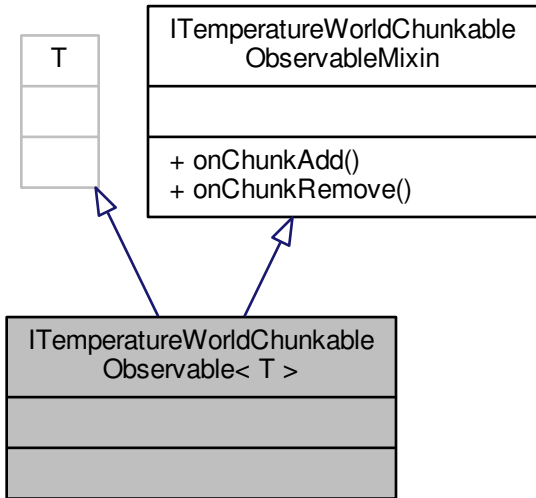 T
ITemperatureWorldChunkable
ObservableMixin
+ onChunkAdd()
+ onChunkRemove()
ITemperatureWorldChunkable
Observable< T >